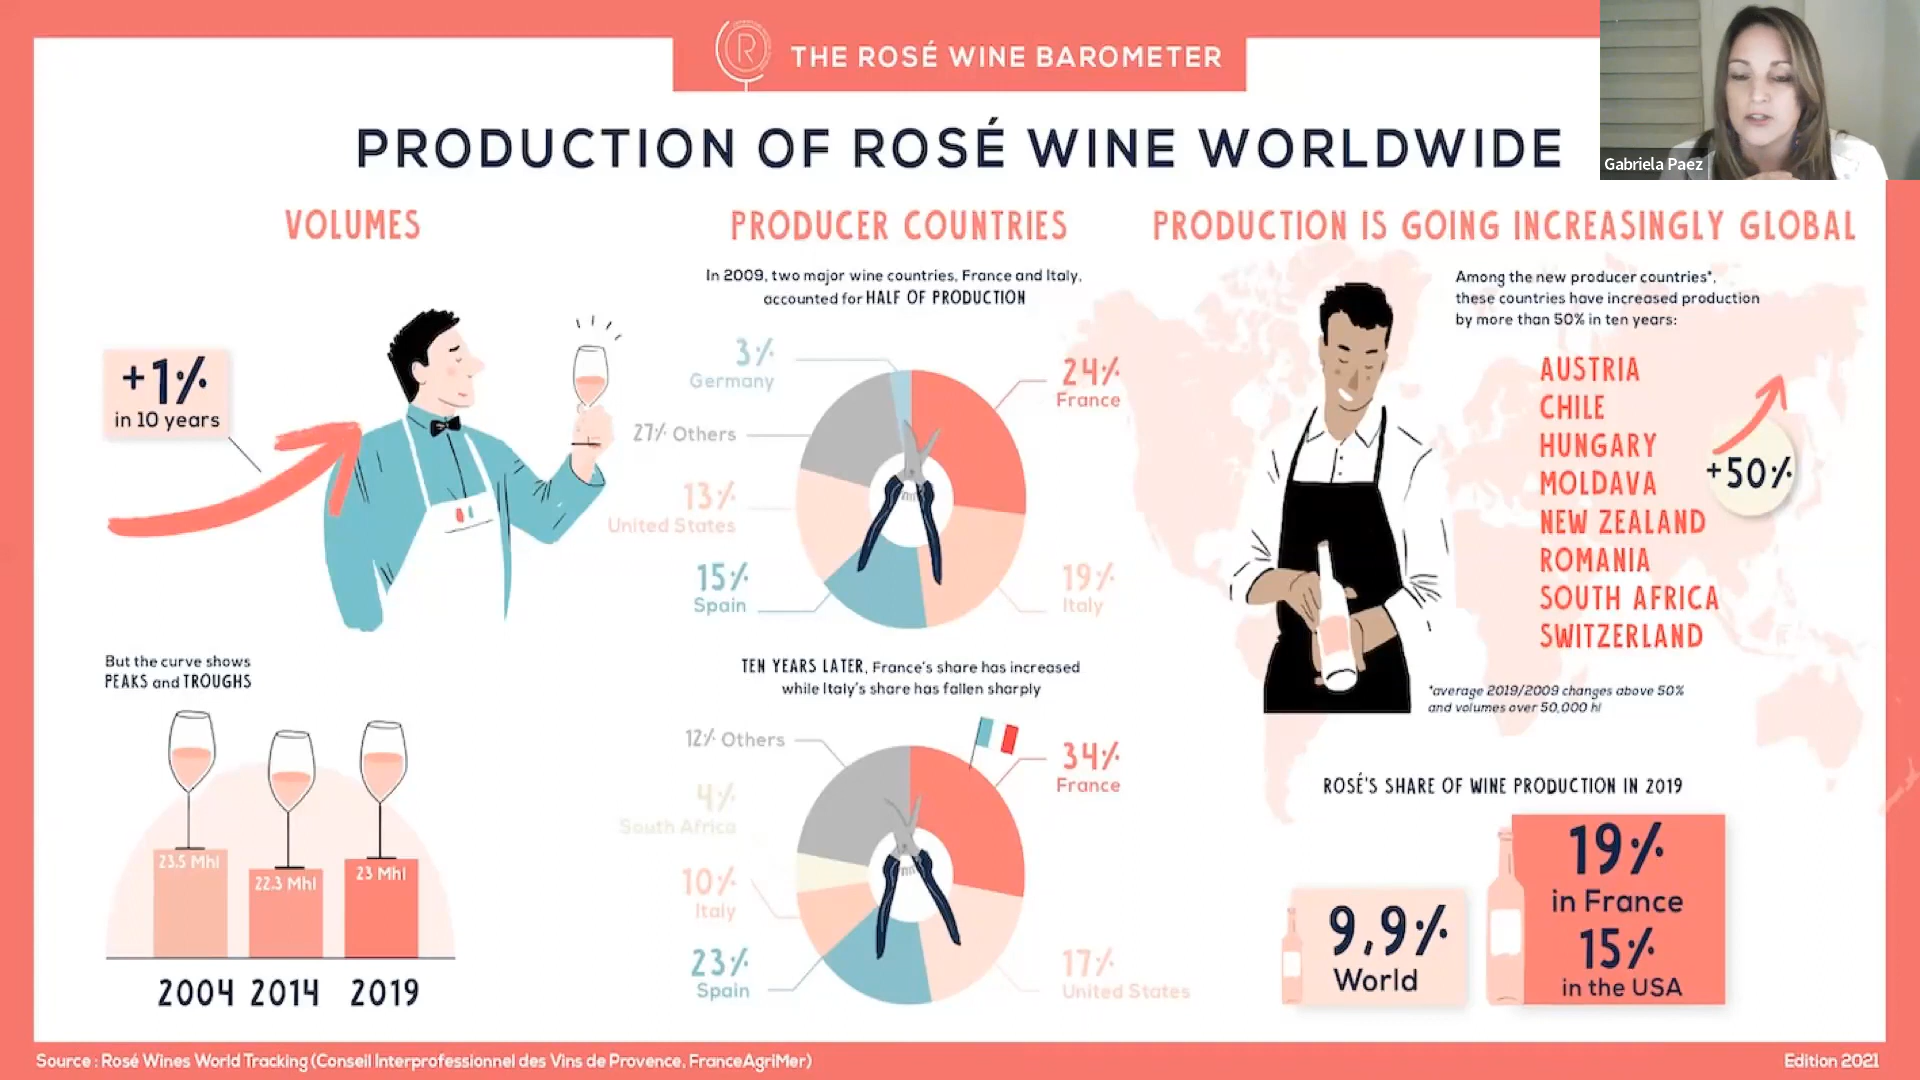 THE ROSÉ WINE BAROMETER
Gabriela Paez
PRODUCTION OF ROSÉ WINE WORLDWIDE
VOLUMES
+1%
in 10 years
But the curve shows
PEAKS and TROUGHS
23.5 Mhl
22.3 Mhl
23 Mhl
2004
2014
2019
PRODUCER COUNTRIES
In 2009, two major wine countries, France and Italy,
accounted for HALF OF PRODUCTION
3%
Germany
27% Others
13%
United States
15%
Spain
24%
France
19%
Italy
TEN YEARS LATER, France's share has increased
while Italy's share has fallen sharply
12% Others
4%
South Africa
10%
Italy
23%
Spain
34%
France
17%
United States
PRODUCTION IS GOING INCREASINGLY GLOBAL
Among the new producer countries*,
these countries have increased production
by more than 50% in ten years:
AUSTRIA
CHILE
HUNGARY
MOLDAVA
NEW ZEALAND
ROMANIA
SOUTH AFRICA
SWITZERLAND
+50%
*average 2019/2009 changes above 50%
and volumes over 50,000 hl
ROSÉ'S SHARE OF WINE PRODUCTION IN 2019
9,9%
World
19%
in France
15%
in the USA
Source : Rosé Wines World Tracking (Conseil Interprofessionnel des Vins de Provence, FranceAgriMer)
Edition 2021